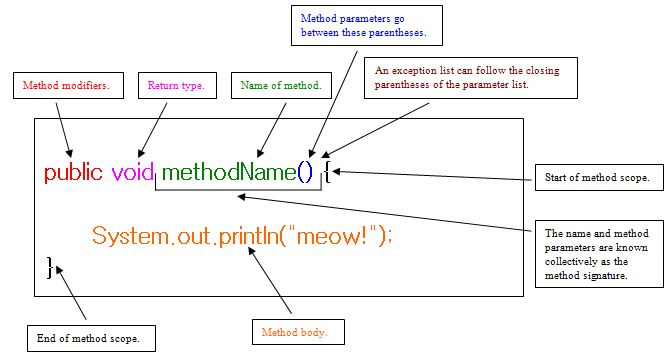 Method parameters go
between these parentheses.
Method modifiers.
Return type.
Name of method.
An exception list can follow the closing
parentheses of the parameter list.
public void methodName() {
Start of method scope.
System.out.println("meow!");
The name and method
parameters are known
collectively as the
method signature.
}
End of method scope.
Method body.